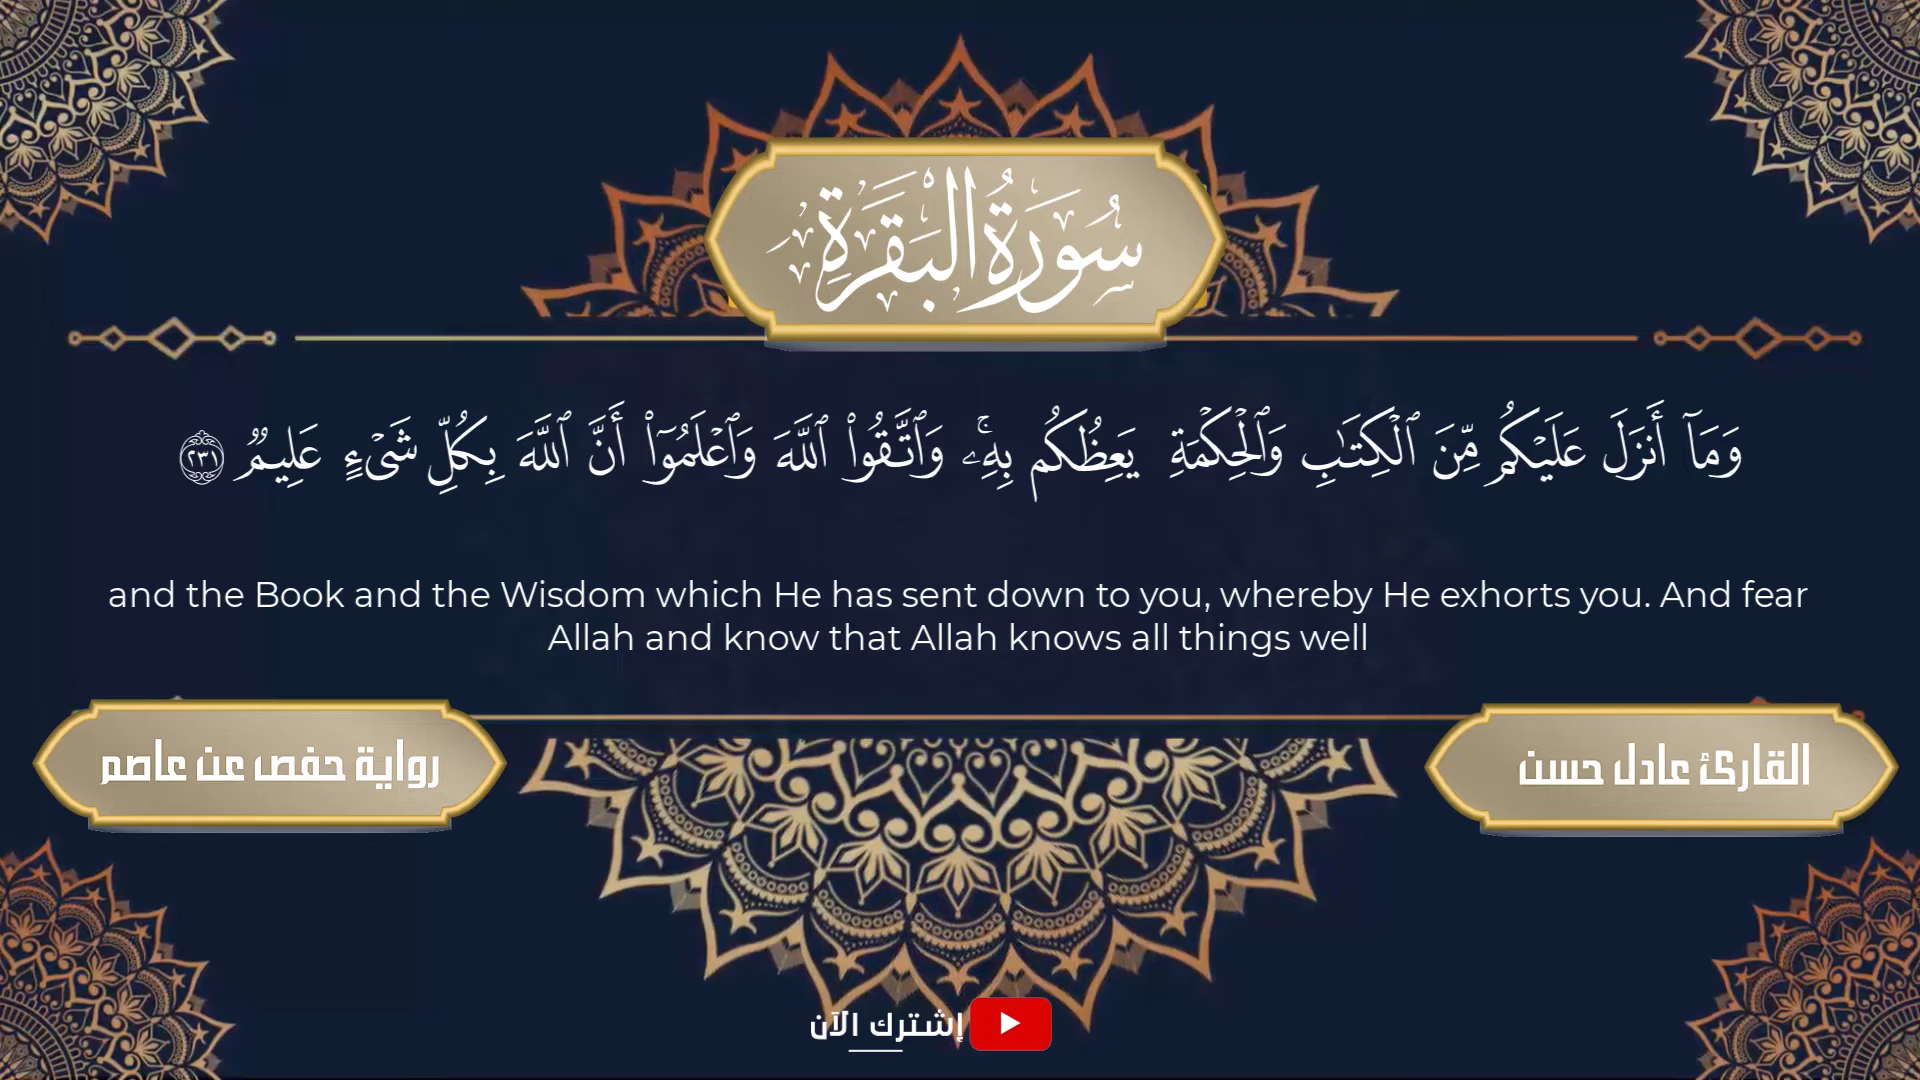 سُورَةُ الْبَقَرَةِ
وَمَآ أَنزَلَ عَلَيْكُم مِّنَ ٱلْكِتَـٰبِ وَٱلْحِكْمَةِ يَعِظُكُم بِهِۦۚ وَٱتَّقُوا۟ ٱللَّهَ وَٱعْلَمُوٓا۟ أَنَّ ٱللَّهَ بِكُلِّ شَىْءٍ عَلِيمٌۭ ٢٣١
and the Book and the Wisdom which He has sent down to you, whereby He exhorts you. And fear
Allah and know that Allah knows all things well
القارئ عادل حسن
رواية حفص عن عاصم
إشترك الآن